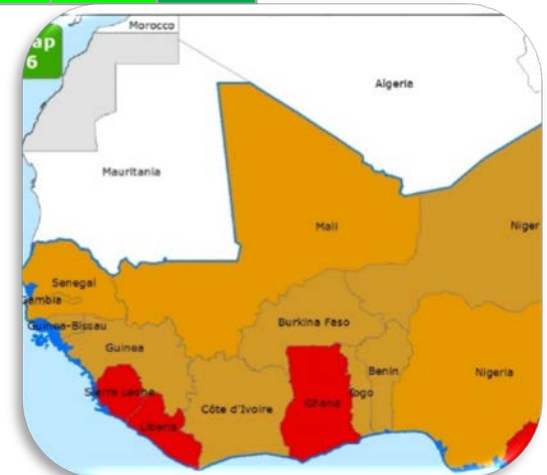 Morocco
ap
6
Algeria
Mauritania
Mali
Niger
Senegal
ambia
Guinea-Bissau
Burkina Faso
Guinea
Benin
Nigeria
Sierra Leone
Ghana
Togo
Côte d'Ivoire
Liberia